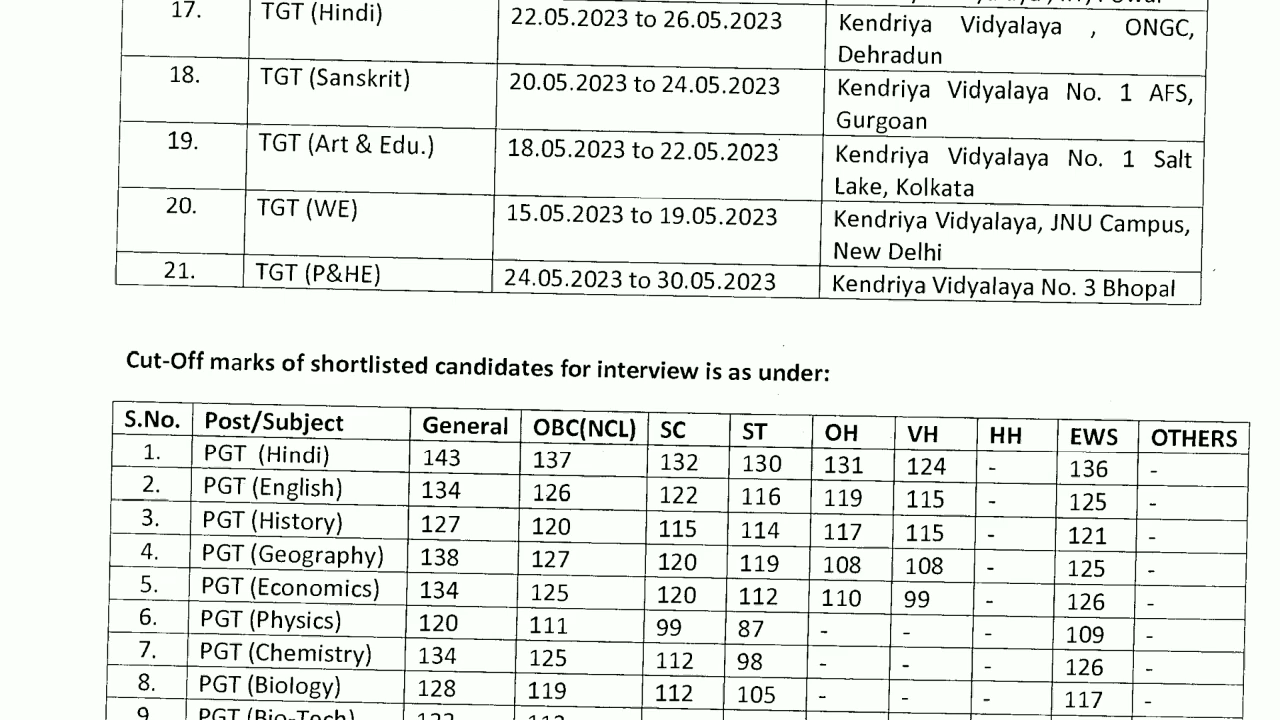 17. TGT (Hindi) 22.05.2023 to 26.05.2023 Kendriya Vidyalaya , ONGC,
Dehradun
18. TGT (Sanskrit) 20.05.2023 to 24.05.2023 Kendriya Vidyalaya No. 1 AFS,
Gurgoan
19. TGT (Art & Edu.) 18.05.2023 to 22.05.2023 Kendriya Vidyalaya No. 1 Salt
Lake, Kolkata
20. TGT (WE) 15.05.2023 to 19.05.2023 Kendriya Vidyalaya, JNU Campus,
New Delhi
21. TGT (P&HE) 24.05.2023 to 30.05.2023 Kendriya Vidyalaya No. 3 Bhopal
Cut-Off marks of shortlisted candidates for interview is as under:
S.No. Post/Subject General OBC(NCL) SC ST OH VH HH EWS OTHERS
1. PGT (Hindi) 143 137 132 130 131 124 - 136 -
2. PGT (English) 134 126 122 116 119 115 - 125 -
3. PGT (History) 127 120 115 114 117 115 - 121 -
4. PGT (Geography) 138 127 120 119 108 108 - 125 -
5. PGT (Economics) 134 125 120 112 110 99 - 126 -
6. PGT (Physics) 120 111 99 87 - - - 109 -
7. PGT (Chemistry) 134 125 112 98 - - - 126 -
8. PGT (Biology) 128 119 112 105 - - - 117 -
9. PGT (Bio-Tech)